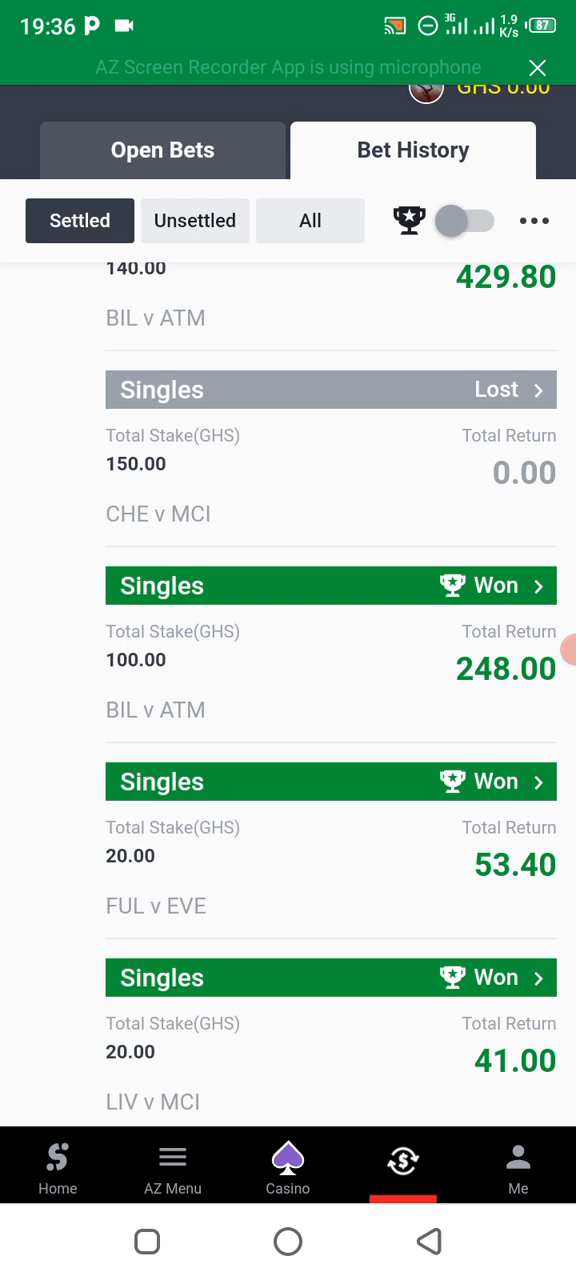 19:36
3G
1.9
K/s
87
AZ Screen Recorder App is using microphone
GHS 0.00
Open Bets
Bet History
Settled
Unsettled
All
140.00
429.80
BIL v ATM
Singles
Lost
Total Stake(GHS)
Total Return
150.00
0.00
CHE v MCI
Singles
Won
Total Stake(GHS)
Total Return
100.00
248.00
BIL v ATM
Singles
Won
Total Stake(GHS)
Total Return
20.00
53.40
FUL v EVE
Singles
Won
Total Stake(GHS)
Total Return
20.00
41.00
LIV v MCI
Home
AZ Menu
Casino
Me